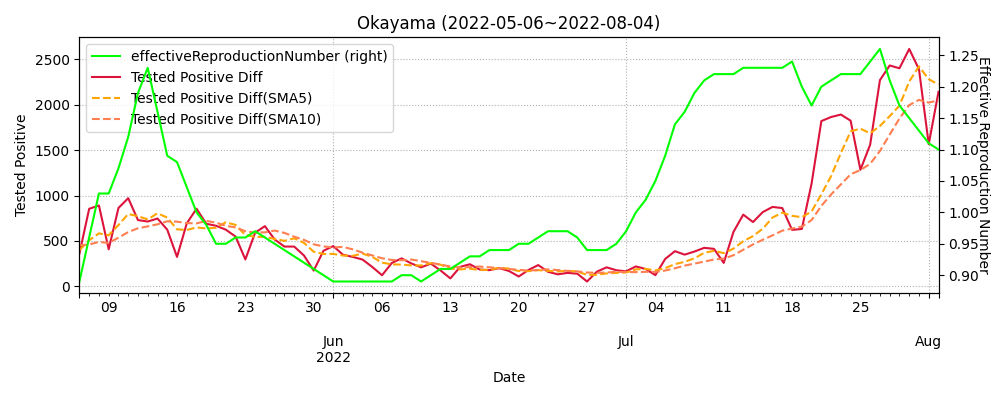 Okayama (2022-05-06~2022-08-04)
effectiveReproductionNumber (right)
Tested Positive Diff
Tested Positive Diff(SMA5)
Tested Positive Diff(SMA10)
Tested Positive
2500
2000
1500
1000
500
0
1.25
1.20
1.15
1.10
1.05
1.00
0.95
0.90
Effective Reproduction Number
09 16 23 30 06 13 20 27 04 11 18 25
Jun Jul Aug
2022
Date